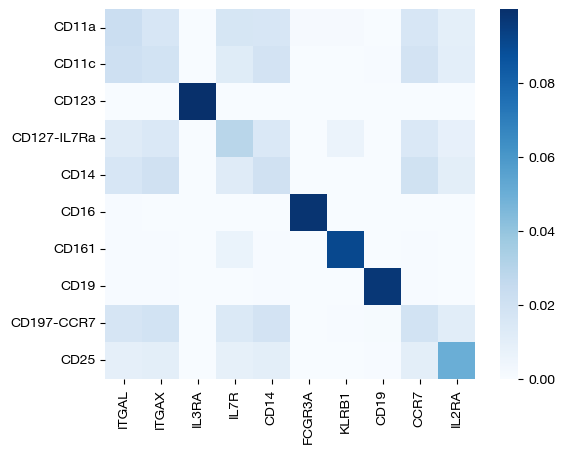 CD11a
CD11c
CD123
CD127-IL7Ra
CD14
CD16
CD161
CD19
CD197-CCR7
CD25
ITGAL
ITGAX
IL3RA
IL7R
CD14
FCGR3A
KLRB1
CD19
CCR7
IL2RA
0.08
0.06
0.04
0.02
0.00